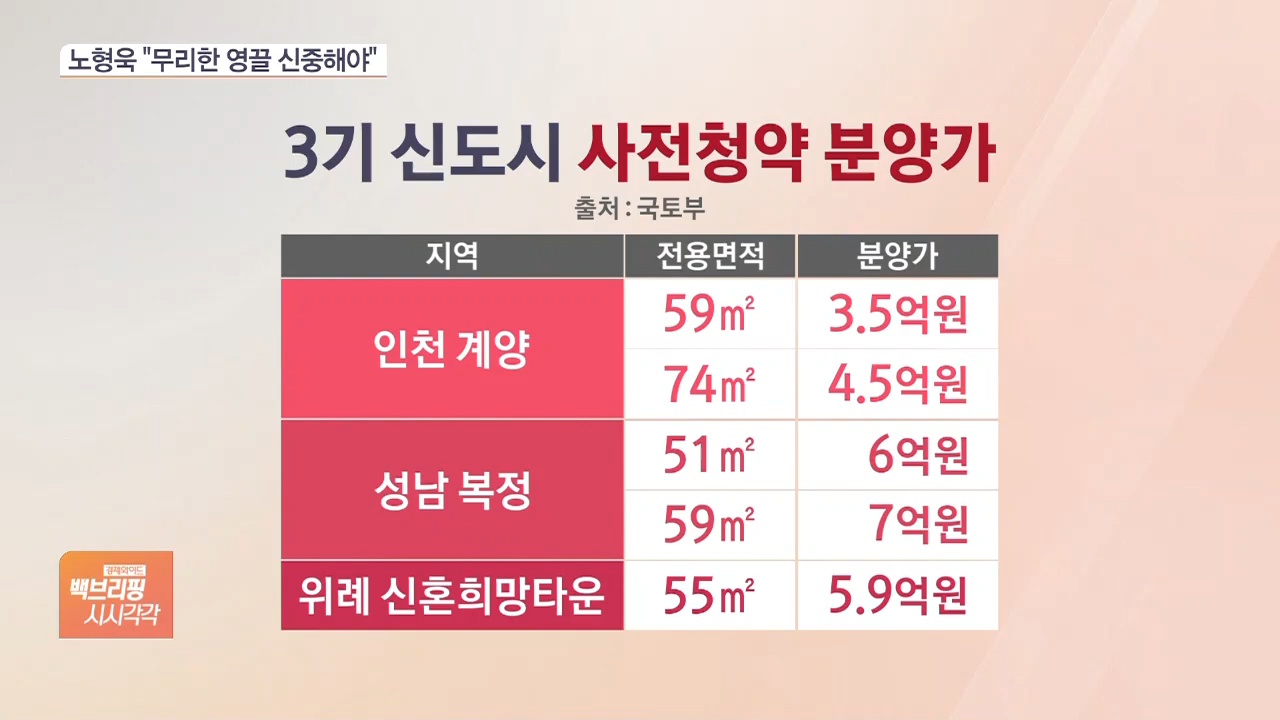 노형욱 "무리한 영끌 신중해야"
3기 신도시 사전청약 분양가
출처 : 국토부
지역 전용면적 분양가
인천 계양
59㎡ 3.5억원
74㎡ 4.5억원
성남 복정
51㎡ 6억원
59㎡ 7억원
위례 신혼희망타운 55㎡ 5.9억원
경제와이드
백브리핑
시시각각